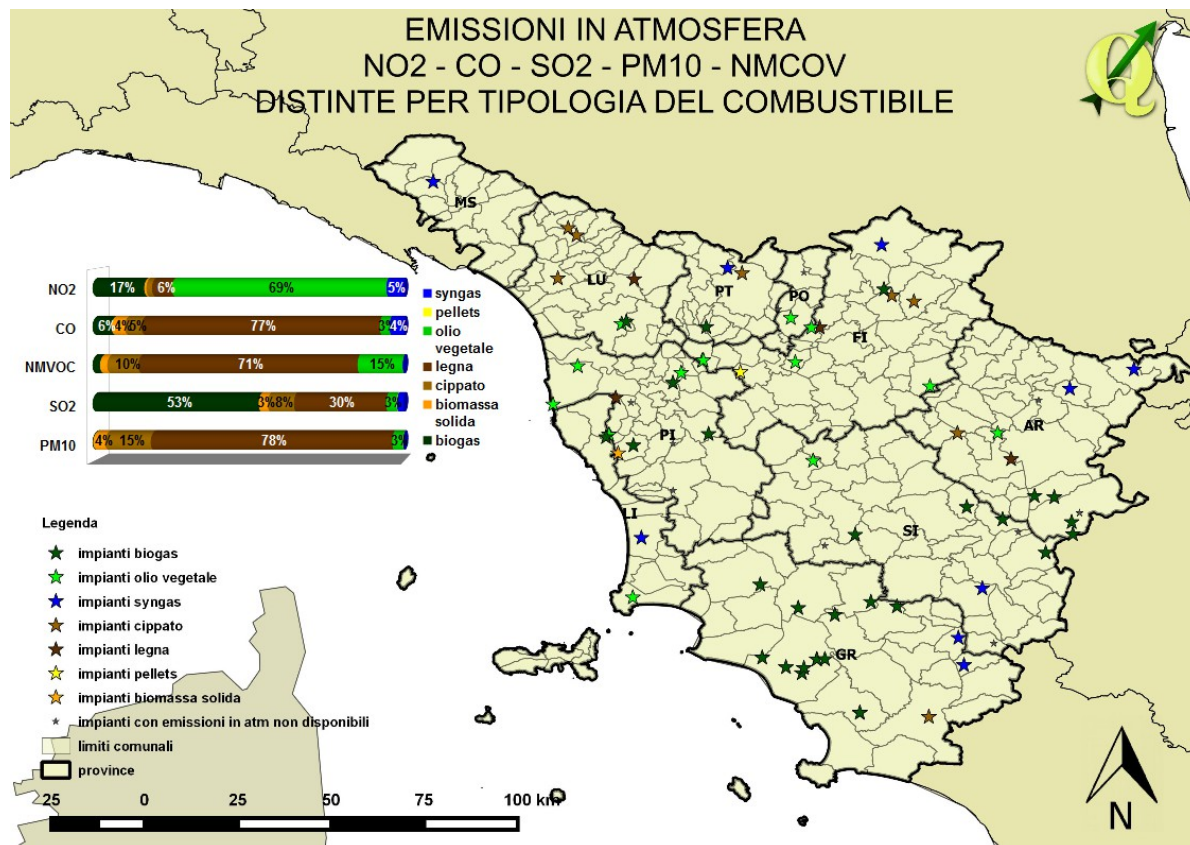 EMISSIONI IN ATMOSFERA
NO2 - CO - SO2 - PM10 - NMCOV
DISTINTE PER TIPOLOGIA DEL COMBUSTIBILE
Q
MS
LU
PT
PO
FI
AR
PI
LI
SI
GR
NO2 17% 6% 69% 5%
CO 6% 4% 5% 77% 3% 4%
NMVOC 10% 71% 15%
SO2 53% 3% 8% 30% 3%
PM10 4% 15% 78% 3%
syngas
pellets
olio
vegetale
legna
cippato
biomassa
solida
biogas
Legenda
impianti biogas
impianti olio vegetale
impianti syngas
impianti cippato
impianti legna
impianti pellets
impianti biomassa solida
impianti con emissioni in atm non disponibili
limiti comunali
province
25 0 25 50 75 100 km
N